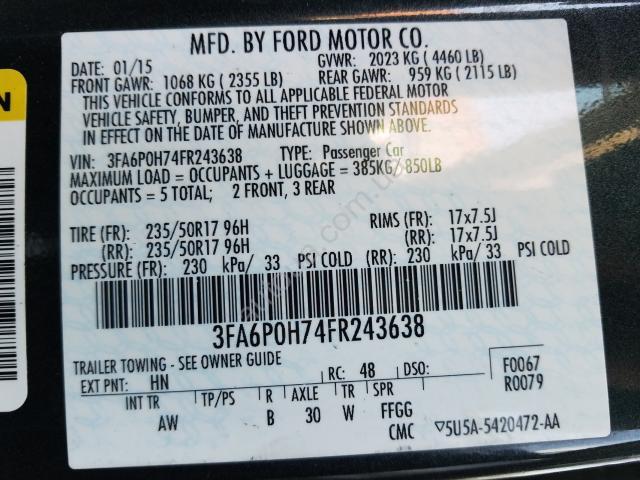 MFD. BY FORD MOTOR CO.
DATE: 01/15 GVWR: 2023 KG ( 4460 LB)
FRONT GAWR: 1068 KG ( 2355 LB) REAR GAWR: 959 KG ( 2115 LB)
THIS VEHICLE CONFORMS TO ALL APPLICABLE FEDERAL MOTOR
VEHICLE SAFETY, BUMPER, AND THEFT PREVENTION STANDARDS
IN EFFECT ON THE DATE OF MANUFACTURE SHOWN ABOVE.
VIN: 3FA6P0H74FR243638 TYPE: Passenger Car
MAXIMUM LOAD = OCCUPANTS + LUGGAGE = 385KG/ 850LB
OCCUPANTS = 5 TOTAL; 2 FRONT, 3 REAR
TIRE (FR): 235/50R17 96H RIMS (FR): 17x7.5J
(RR): 235/50R17 96H (RR): 17x7.5J
PRESSURE (FR): 230 kPa/ 33 PSI COLD (RR): 230 kPa/ 33 PSI COLD
3FA6P0H74FR243638
TRAILER TOWING - SEE OWNER GUIDE
EXT PNT: HN RC: 48 DSO: F0067
R0079
INT TR TP/PS R AXLE TR SPR
AW B 30 W FFGG
CMC ▽5U5A-5420472-AA
N